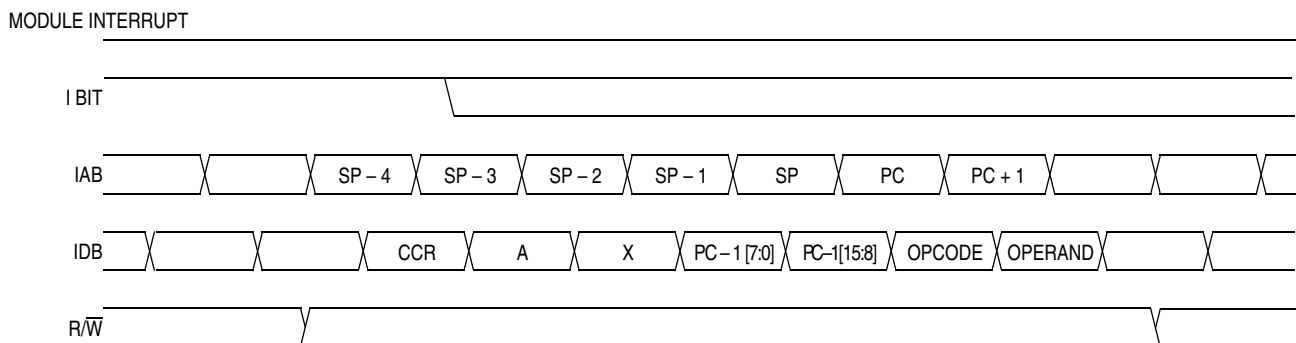 MODULE INTERRUPT
I BIT
IAB SP – 4 SP – 3 SP – 2 SP – 1 SP PC PC + 1
IDB CCR A X PC – 1 [7:0] PC–1[15:8] OPCODE OPERAND
R/W̅